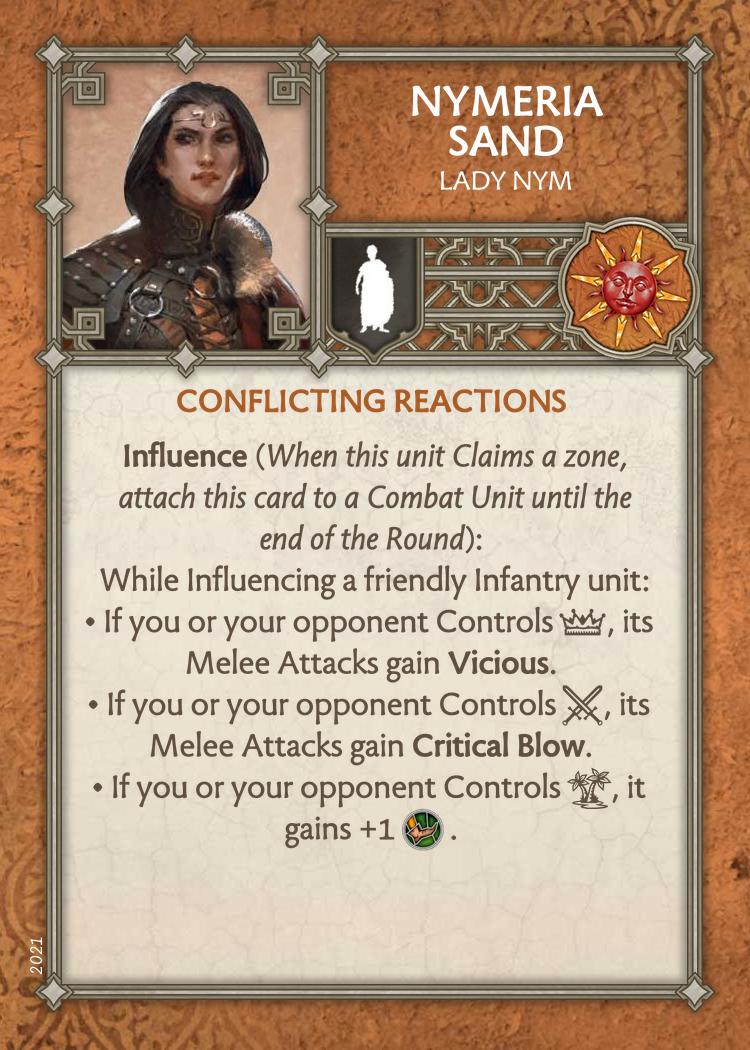 NYMERIA
SAND
LADY NYM
CONFLICTING REACTIONS
Influence (When this unit Claims a zone,
attach this card to a Combat Unit until the
end of the Round):
While Influencing a friendly Infantry unit:
• If you or your opponent Controls , its
Melee Attacks gain Vicious.
• If you or your opponent Controls , its
Melee Attacks gain Critical Blow.
• If you or your opponent Controls , it
gains +1 .
2021